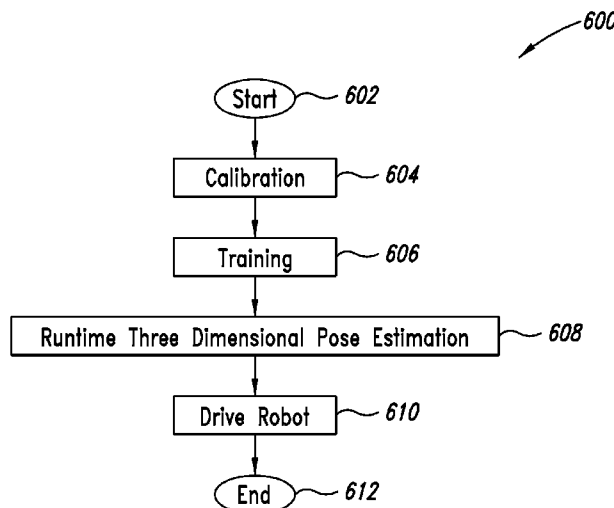 600
Start 602
Calibration 604
Training 606
Runtime Three Dimensional Pose Estimation 608
Drive Robot 610
End 612